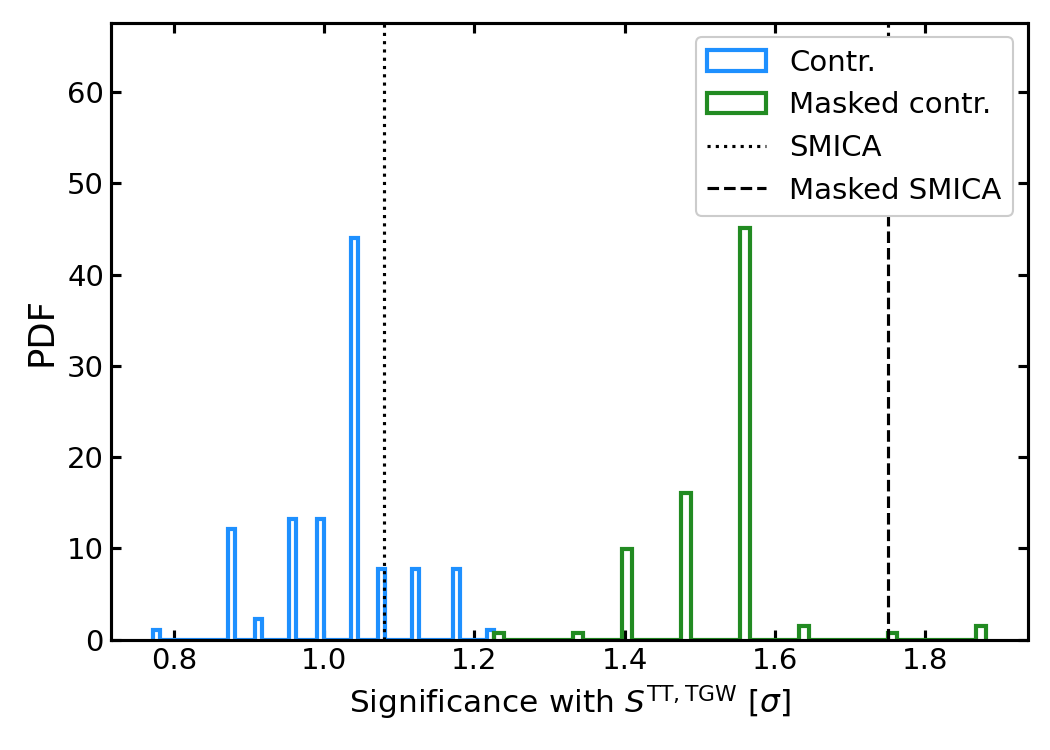 PDF
60
50
40
30
20
10
0
0.8 1.0 1.2 1.4 1.6 1.8
Significance with S^TT,TGW [σ]
Contr.
Masked contr.
SMICA
Masked SMICA